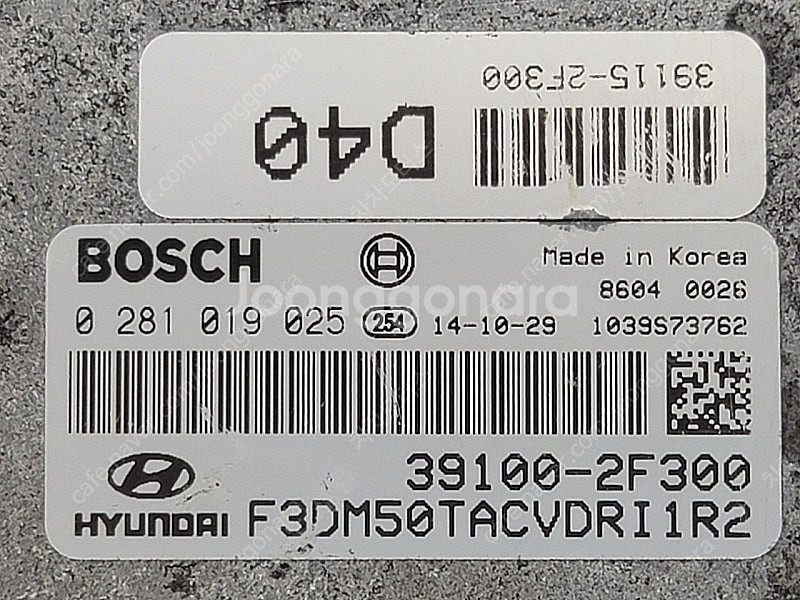 39115-2F300
D40
BOSCH
Made in Korea
8604 0026
0 281 019 025 254 14-10-29 1039S73762
39100-2F300
HYUNDAI F3DM50TACVDRI1R2
Joonggonara